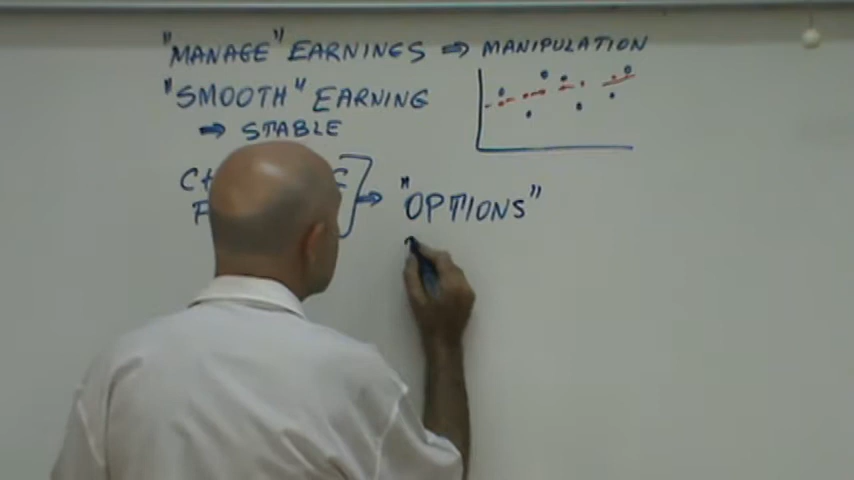 "MANAGE" EARNINGS ⇒ MANIPULATION
"SMOOTH" EARNING
⇒ STABLE
⇒ "OPTIONS"